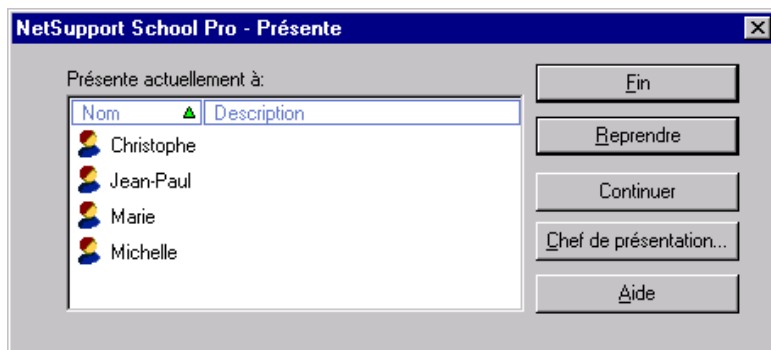 NetSupport School Pro - Présente
Présente actuellement à:
Nom Description
Christophe
Jean-Paul
Marie
Michelle
Fin
Reprendre
Continuer
Chef de présentation...
Aide